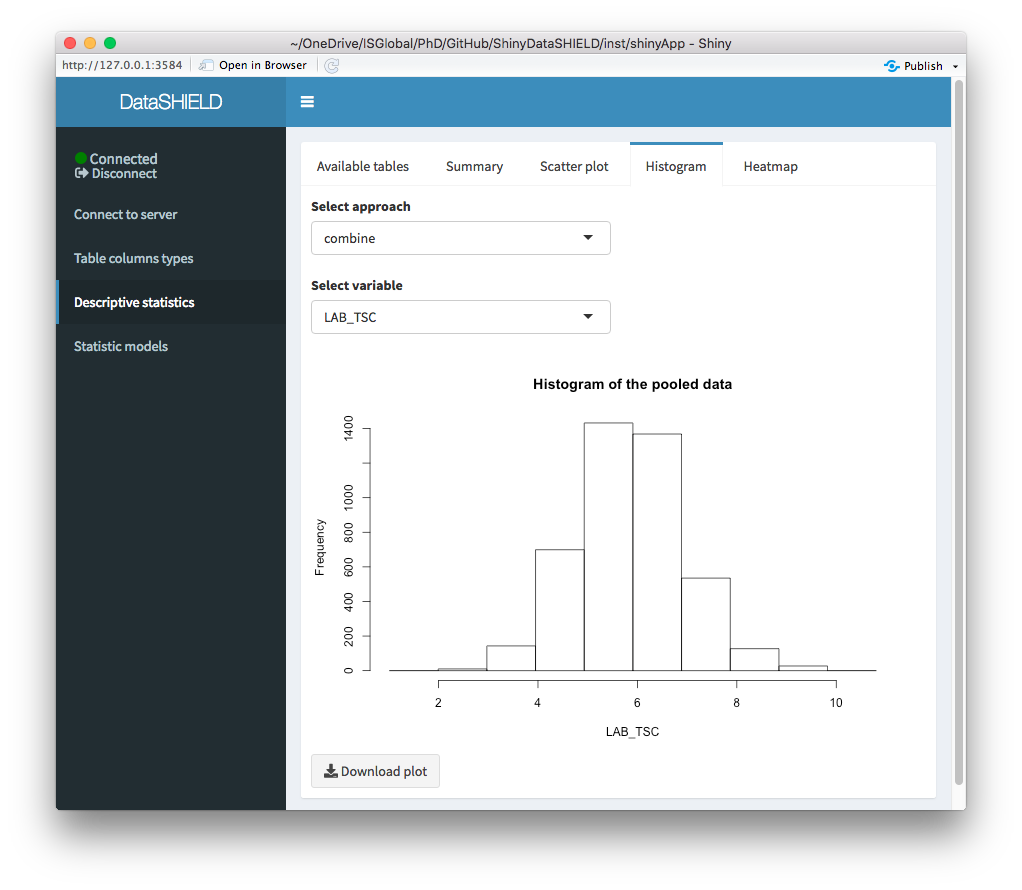 ~/OneDrive/ISGlobal/PhD/GitHub/ShinyDataSHIELD/inst/shinyApp - Shiny
http://127.0.0.1:3584 Open in Browser Publish
DataSHIELD
Connected
Disconnect
Connect to server
Table columns types
Descriptive statistics
Statistic models
Available tables Summary Scatter plot Histogram Heatmap
Select approach
combine
Select variable
LAB_TSC
Histogram of the pooled data
Frequency
1400
1000
800
600
400
200
0
2 4 6 8 10
LAB_TSC
Download plot